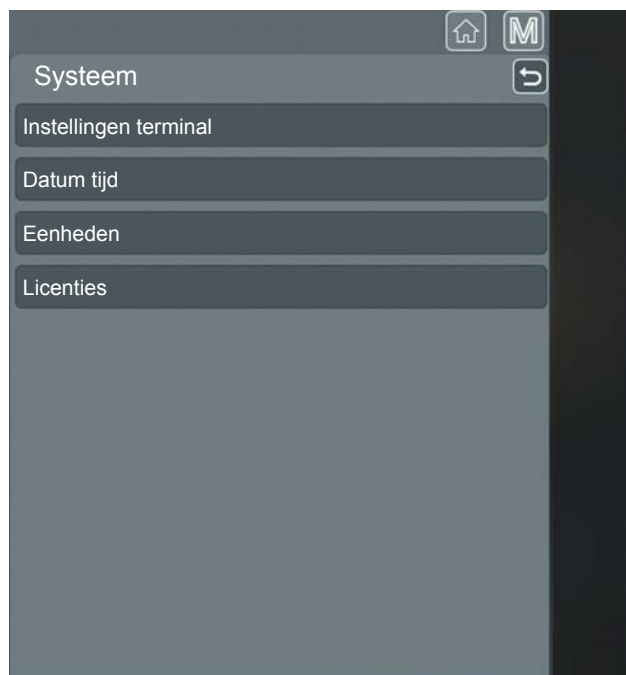 M
Systeem
Instellingen terminal
Datum tijd
Eenheden
Licenties